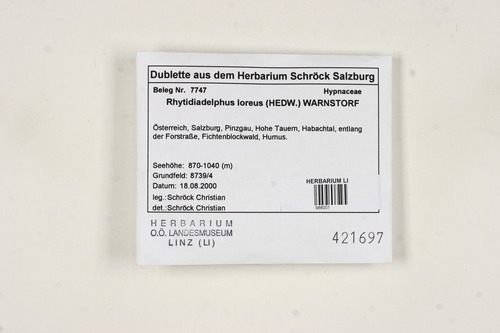 Dublette aus dem Herbarium Schröck Salzburg
Beleg Nr. 7747 Hypnaceae
Rhytidiadelphus loreus (HEDW.) WARNSTORF
Österreich, Salzburg, Pinzgau, Hohe Tauern, Habachtal, entlang
der Forstraße, Fichtenblockwald, Humus.
Seehöhe: 870-1040 (m)
Grundfeld: 8739/4
Datum: 18.08.2000
leg.:Schröck Christian
det.:Schröck Christian
HERBARIUM LI
HERBARIUM
O.Ö. LANDESMUSEUM
LINZ (LI)
421697